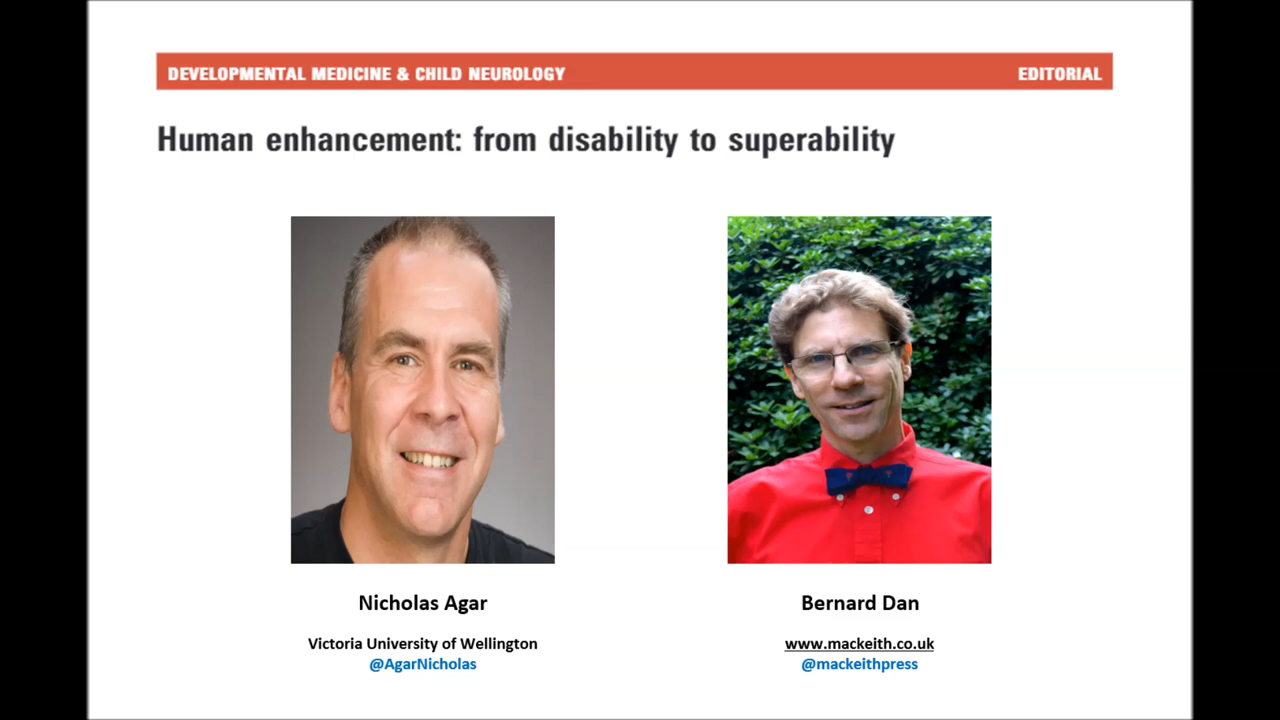 DEVELOPMENTAL MEDICINE & CHILD NEUROLOGY EDITORIAL
Human enhancement: from disability to superability
Nicholas Agar
Victoria University of Wellington
@AgarNicholas
Bernard Dan
www.mackeith.co.uk
@mackeithpress